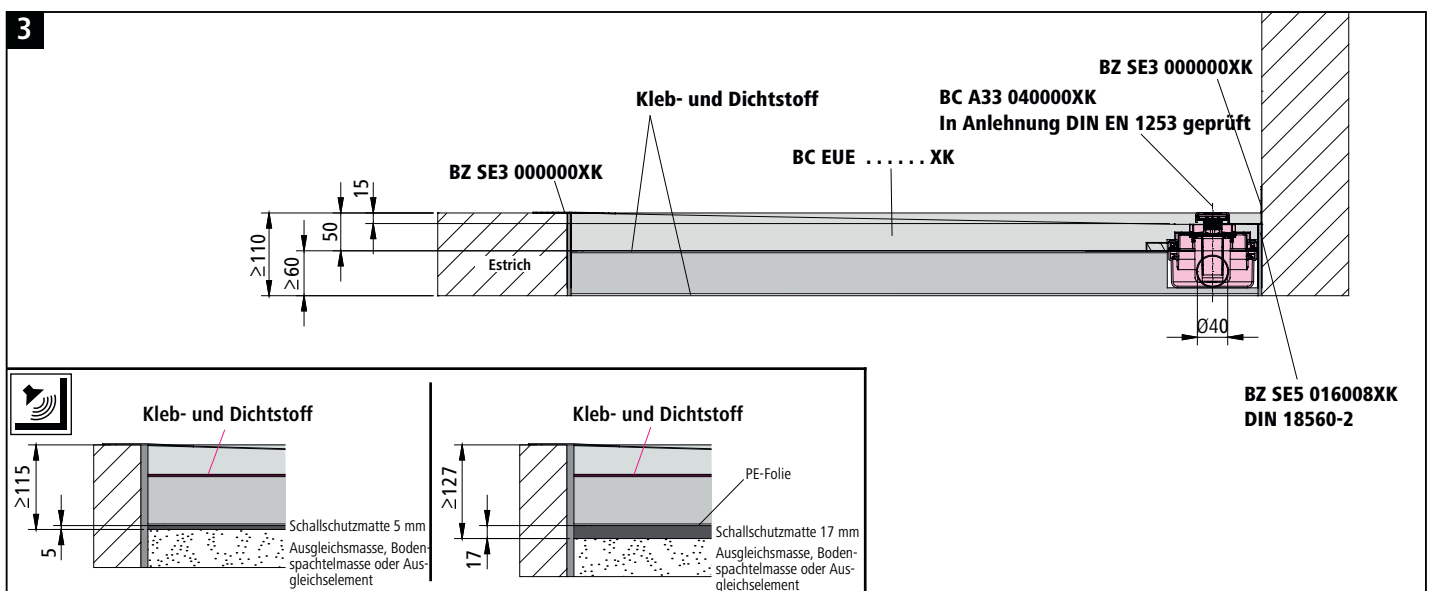 3
BZ SE3 000000XK
Kleb- und Dichtstoff
BC A33 040000XK
In Anlehnung DIN EN 1253 geprüft
BC EUE . . . . . . XK
BZ SE3 000000XK
15
50
≥110
≥60
Estrich
Ø40
BZ SE5 016008XK
DIN 18560-2
Kleb- und Dichtstoff
≥115
5
Schallschutzmatte 5 mm
Ausgleichsmasse, Boden-
spachtelmasse oder Aus-
gleichselement
Kleb- und Dichtstoff
≥127
17
PE-Folie
Schallschutzmatte 17 mm
Ausgleichsmasse, Boden-
spachtelmasse oder Aus-
gleichselement